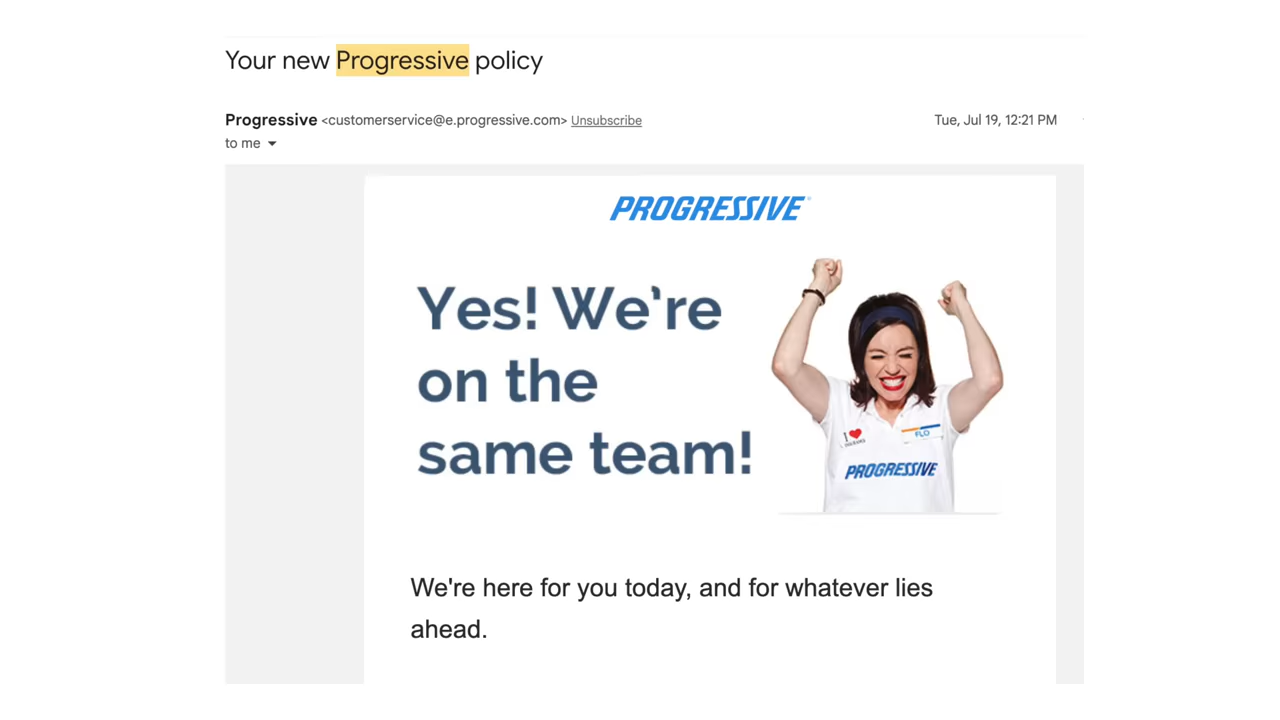 Your new Progressive policy
Progressive <customerservice@e.progressive.com> Unsubscribe
Tue, Jul 19, 12:21 PM
to me
PROGRESSIVE
Yes! We’re
on the
same team!
I ❤
FLO
PROGRESSIVE
We're here for you today, and for whatever lies
ahead.